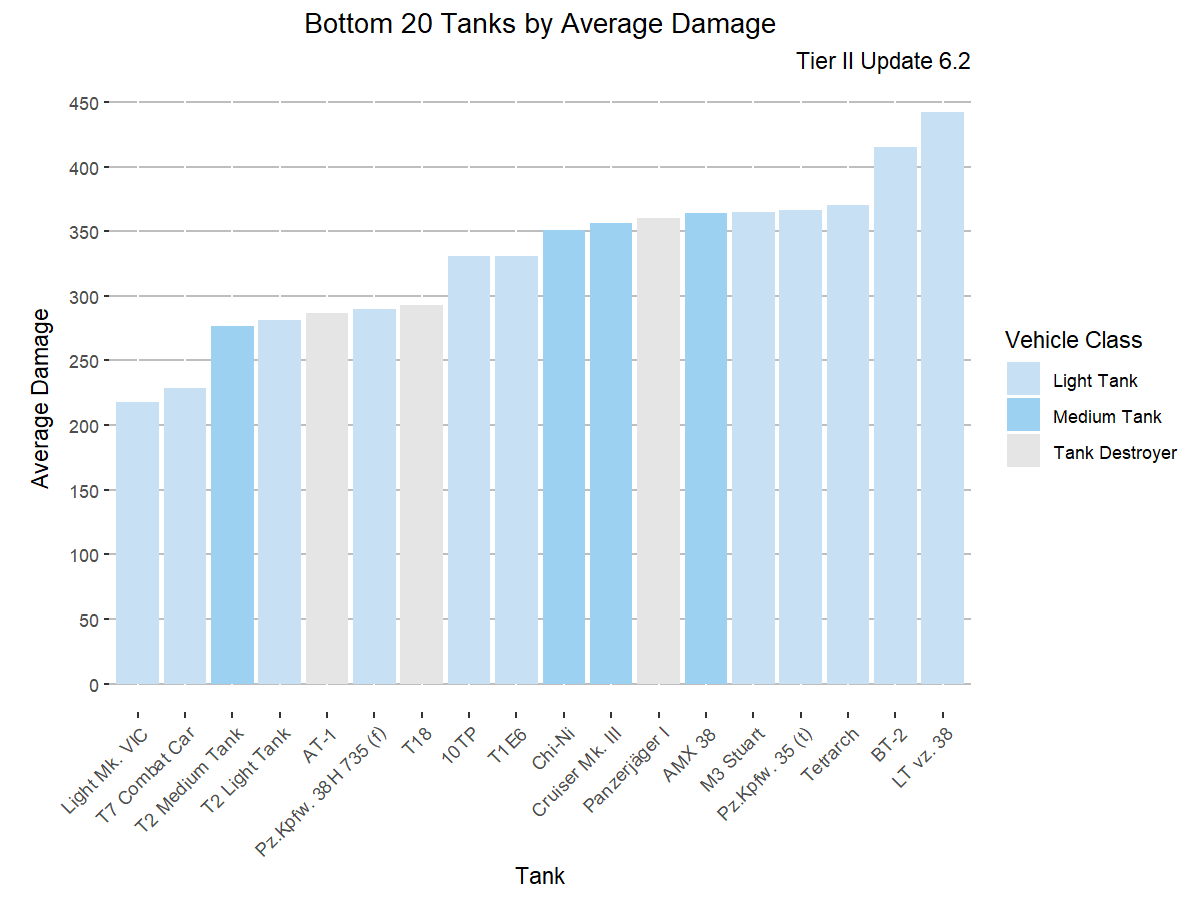 Bottom 20 Tanks by Average Damage
Tier II Update 6.2
450
400
350
300
250
200
150
100
50
0
Average Damage
Light Mk. VIC
T7 Combat Car
T2 Medium Tank
T2 Light Tank
AT-1
Pz.Kpfw. 38H 735 (f)
T18
10TP
T1E6
Chi-Ni
Cruiser Mk. III
Panzerjäger I
AMX 38
M3 Stuart
Pz.Kpfw. 35 (t)
Tetrarch
BT-2
LT vz. 38
Tank
Vehicle Class
Light Tank
Medium Tank
Tank Destroyer